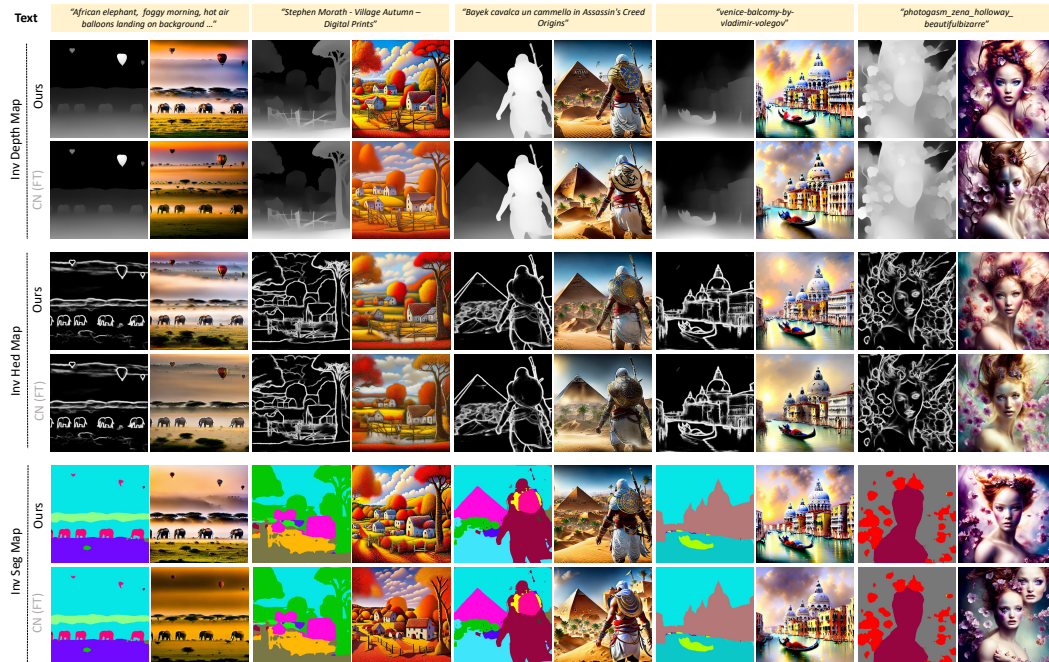 Text
"African elephant, foggy morning, hot air
balloons landing on background ..."
"Stephen Morath - Village Autumn –
Digital Prints"
"Bayek cavalca un cammello in Assassin's Creed
Origins"
"venice-balcomy-by-
vladimir-volegov"
"photogasm_zena_holloway_
beautifulbizarre"
Inv Depth Map
Ours
CN (FT)
Inv Hed Map
Ours
CN (FT)
Inv Seg Map
Ours
CN (FT)